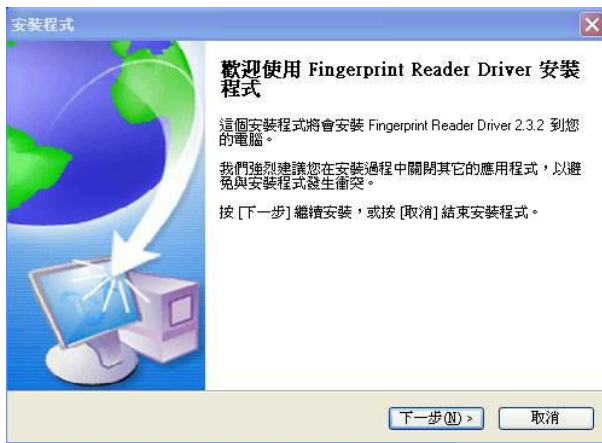 安裝程式
歡迎使用 Fingerprint Reader Driver 安裝
程式
這個安裝程式將會安裝 Fingerprint Reader Driver 2.3.2 到您
的電腦。
我們強烈建議您在安裝過程中關閉其它的應用程式，以避
免與安裝程式發生衝突。
按 [下一步] 繼續安裝，或按 [取消] 結束安裝程式。
下一步(N) >
取消